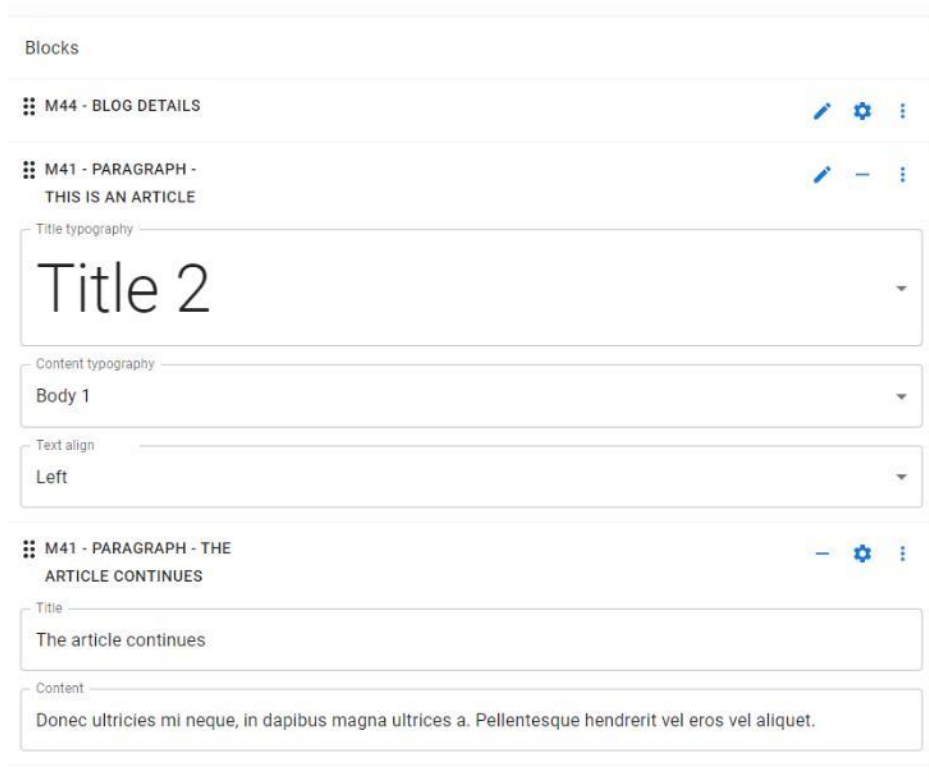 Blocks
M44 - BLOG DETAILS
M41 - PARAGRAPH -
THIS IS AN ARTICLE
Title typography
Title 2
Content typography
Body 1
Text align
Left
M41 - PARAGRAPH - THE
ARTICLE CONTINUES
Title
The article continues
Content
Donec ultricies mi neque, in dapibus magna ultrices a. Pellentesque hendrerit vel eros vel aliquet.